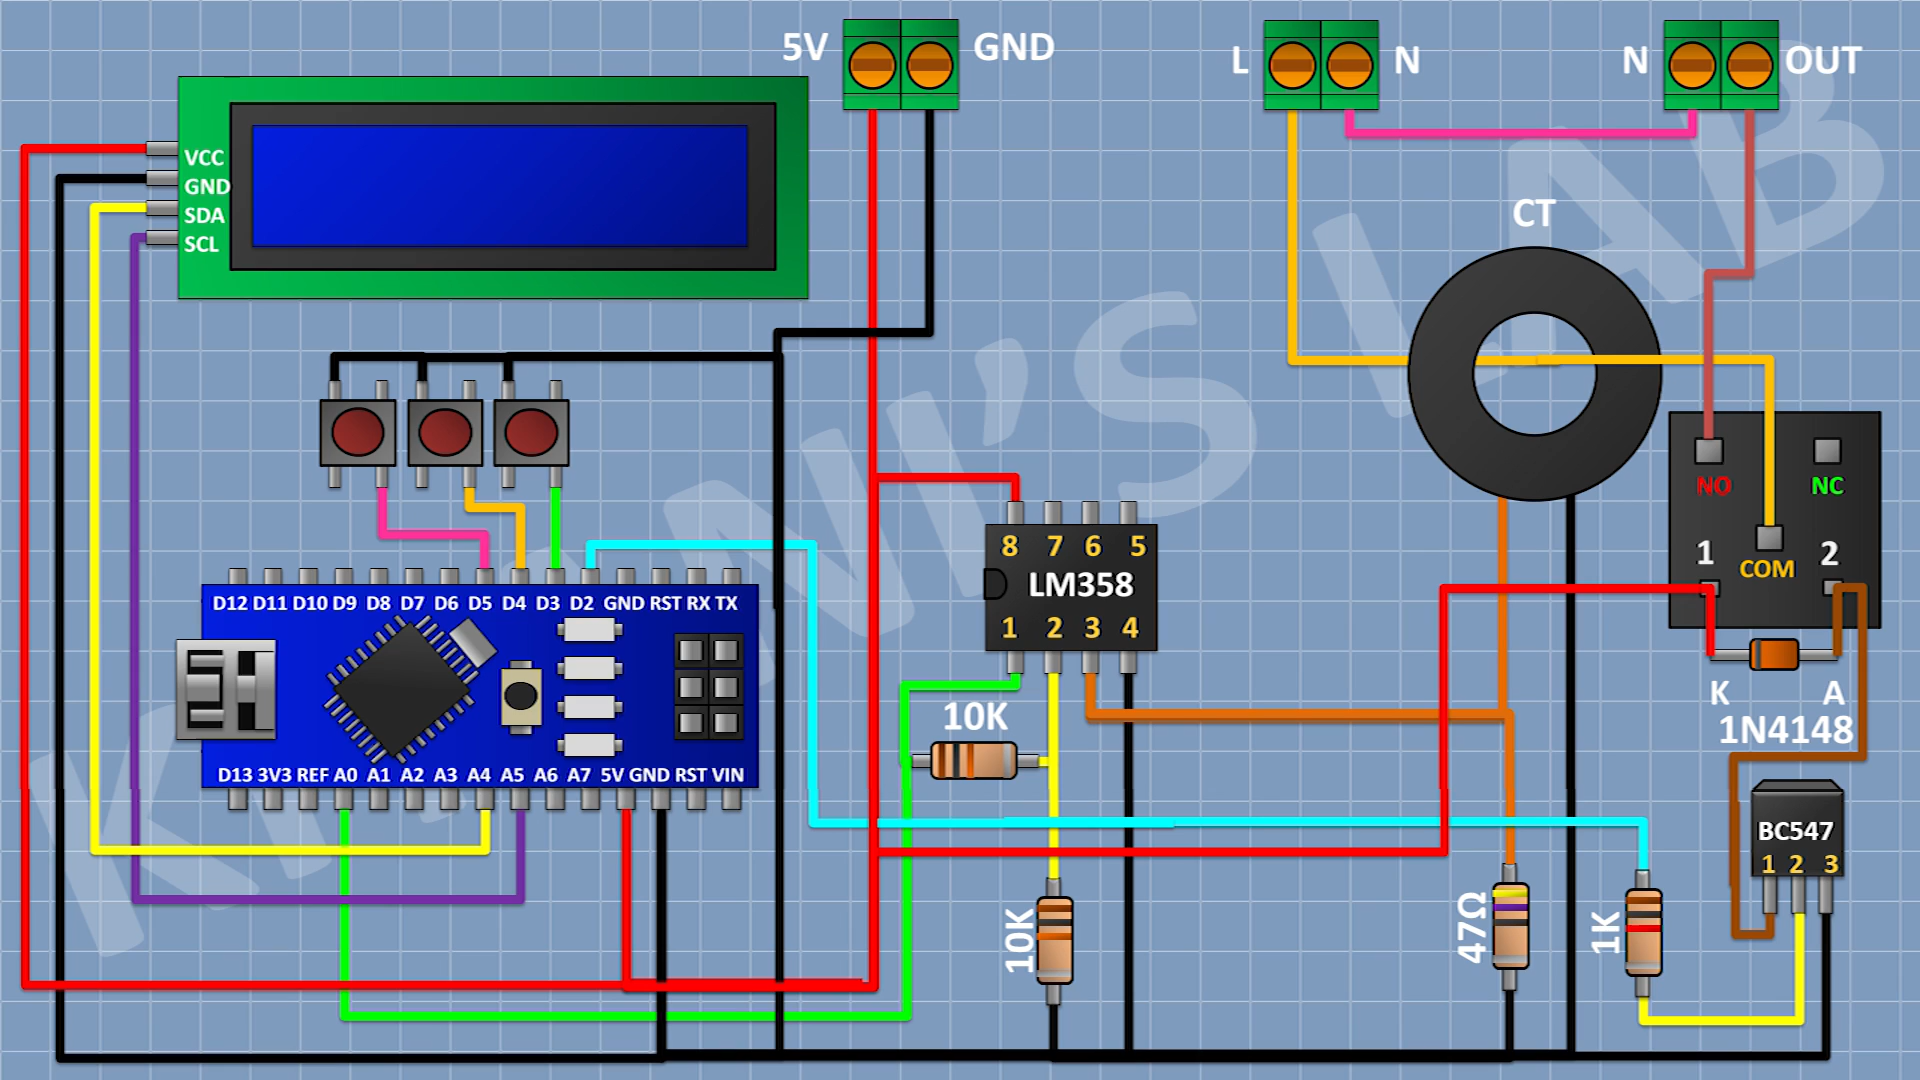 5V GND
L N
N OUT
VCC
GND
SDA
SCL
CT
KHANI'S LAB
NO NC
1 2
COM
8 7 6 5
LM358
1 2 3 4
D12 D11 D10 D9 D8 D7 D6 D5 D4 D3 D2 GND RST RX TX
D13 3V3 REF A0 A1 A2 A3 A4 A5 A6 A7 5V GND RST VIN
K A
1N4148
10K
BC547
1 2 3
10K
47Ω
1K